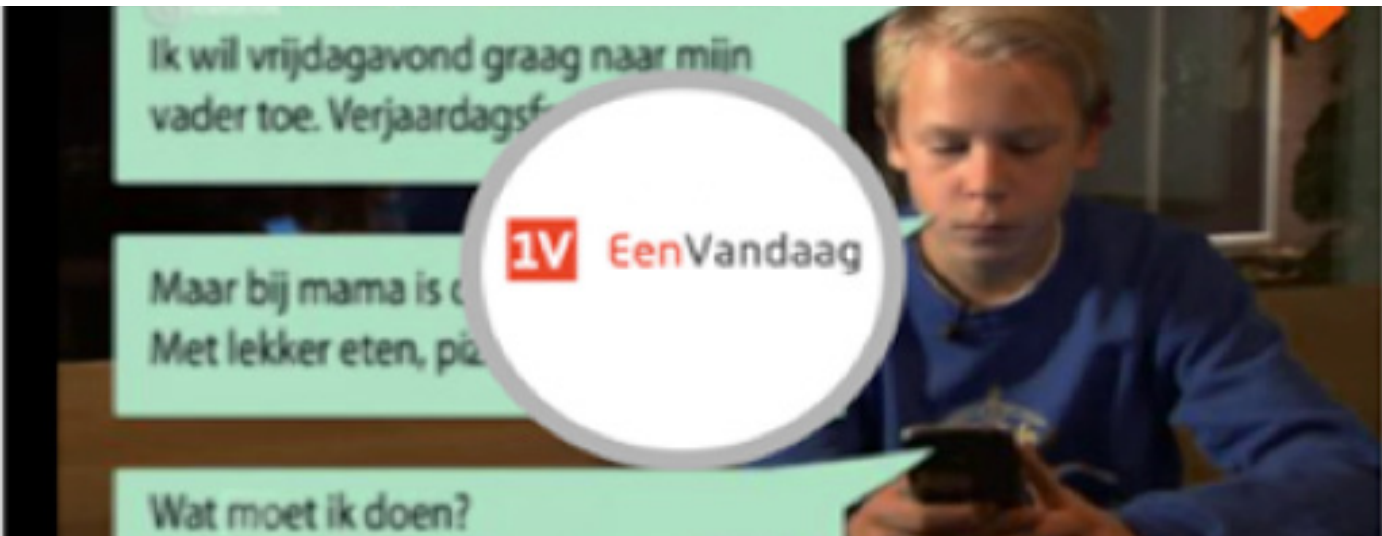 Ik wil vrijdagavond graag naar mijn
vader toe.
Maar bij mama is
Met lekker eten,
Wat moet ik doen?
1V EenVandaag